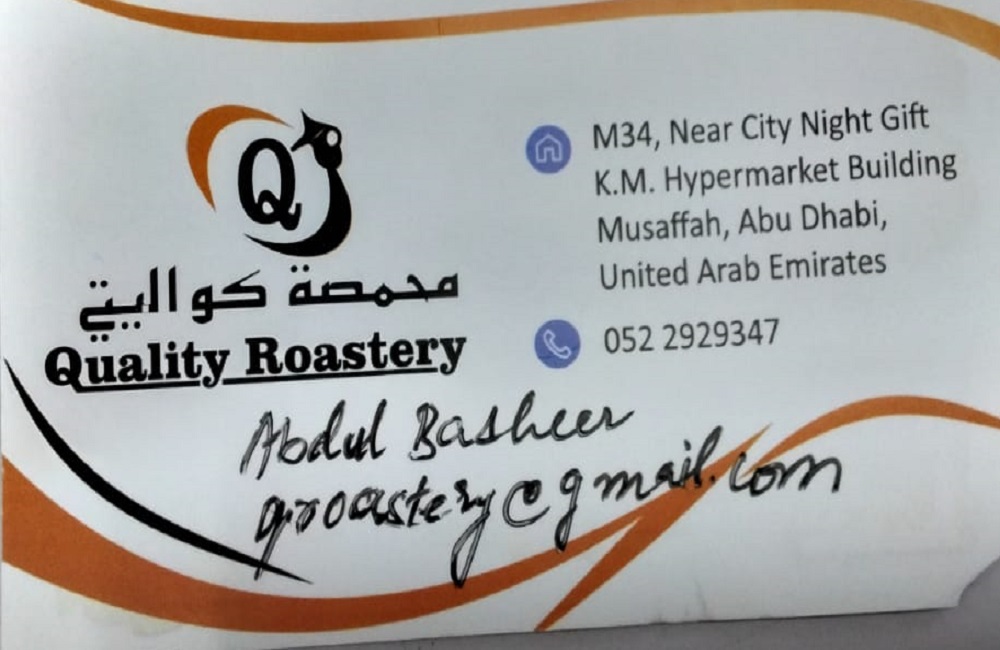 Q
محمصة كواليتي
Quality Roastery
M34, Near City Night Gift
K.M. Hypermarket Building
Musaffah, Abu Dhabi,
United Arab Emirates
052 2929347
Abdul Basheer
qroastery@gmail.com